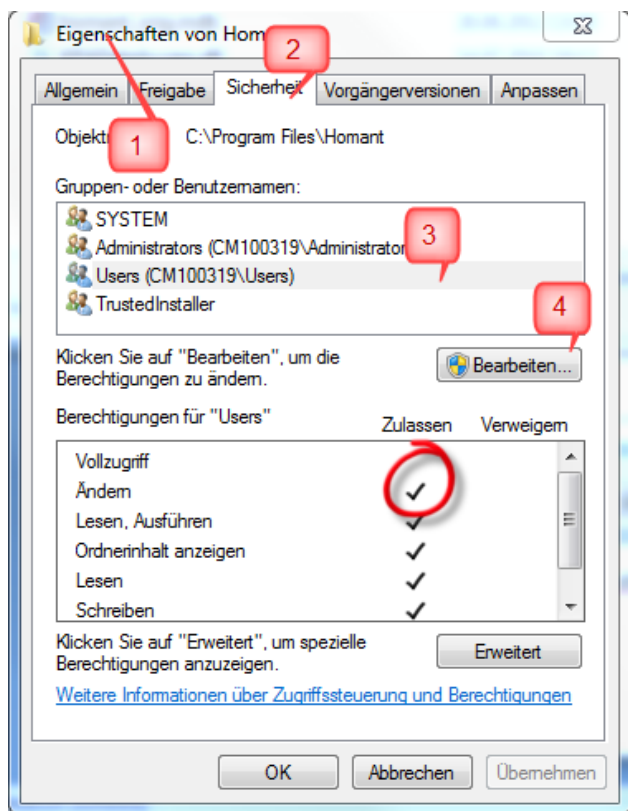 Eigenschaften von Hom
2
Allgemein Freigabe Sicherheit Vorgängerversionen Anpassen
1
Objektn C:\Program Files\Homant
Gruppen- oder Benutzernamen:
SYSTEM
Administrators (CM100319\Administrator
3
Users (CM100319\Users)
TrustedInstaller
4
Klicken Sie auf "Bearbeiten", um die
Berechtigungen zu ändern.
Bearbeiten...
Berechtigungen für "Users"
Zulassen Verweigern
Vollzugriff
Ändern
Lesen, Ausführen
Ordnerinhalt anzeigen
Lesen
Schreiben
Klicken Sie auf "Erweitert", um spezielle
Berechtigungen anzuzeigen.
Erweitert
Weitere Informationen über Zugriffssteuerung und Berechtigungen
OK Abbrechen Übernehmen